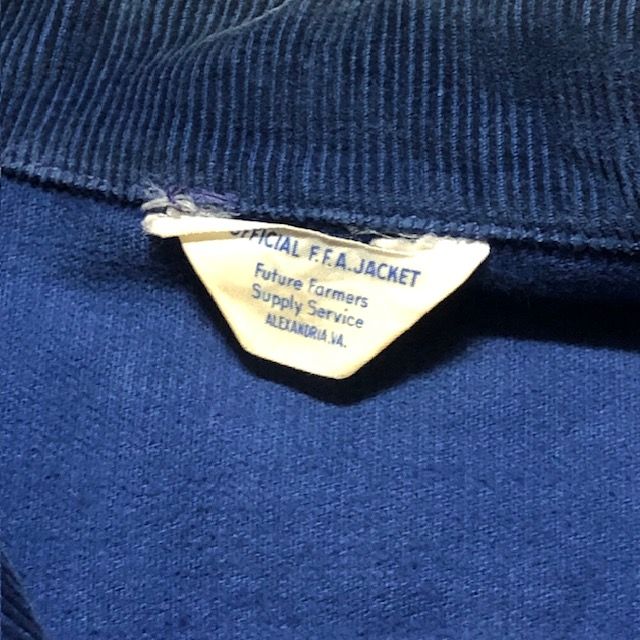 OFFICIAL F.F.A. JACKET
Future Farmers
Supply Service
ALEXANDRIA, VA.